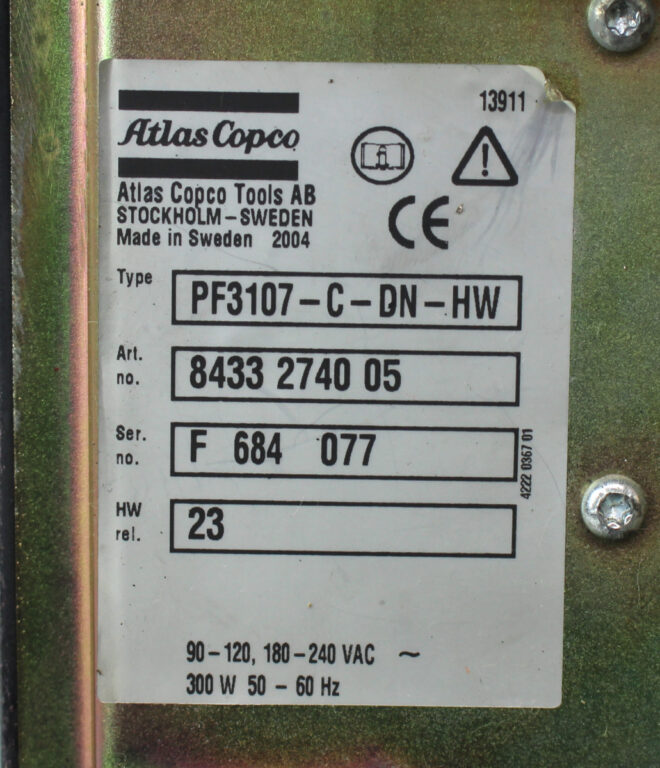 13911
Atlas Copco
Atlas Copco Tools AB
STOCKHOLM – SWEDEN
Made in Sweden 2004
CE
Type
PF3107 – C – DN – HW
Art.
no.
8433 2740 05
Ser.
no.
F 684 077
4222 0367 01
HW
rel.
23
90 – 120, 180 – 240 VAC ~
300 W 50 – 60 Hz